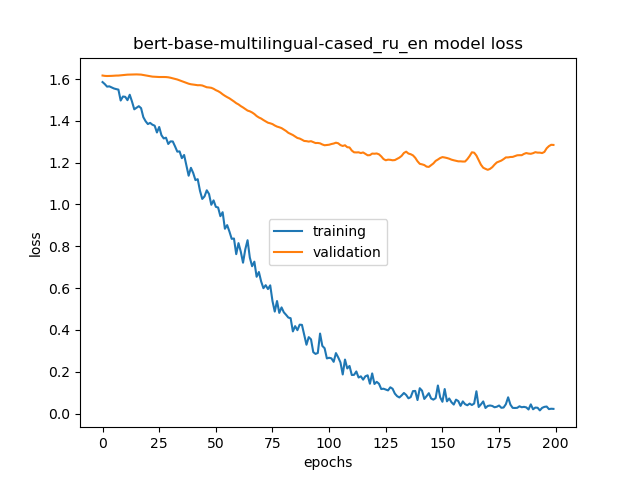 bert-base-multilingual-cased_ru_en model loss
loss
1.6
1.4
1.2
1.0
0.8
0.6
0.4
0.2
0.0
training
validation
0 25 50 75 100 125 150 175 200
epochs